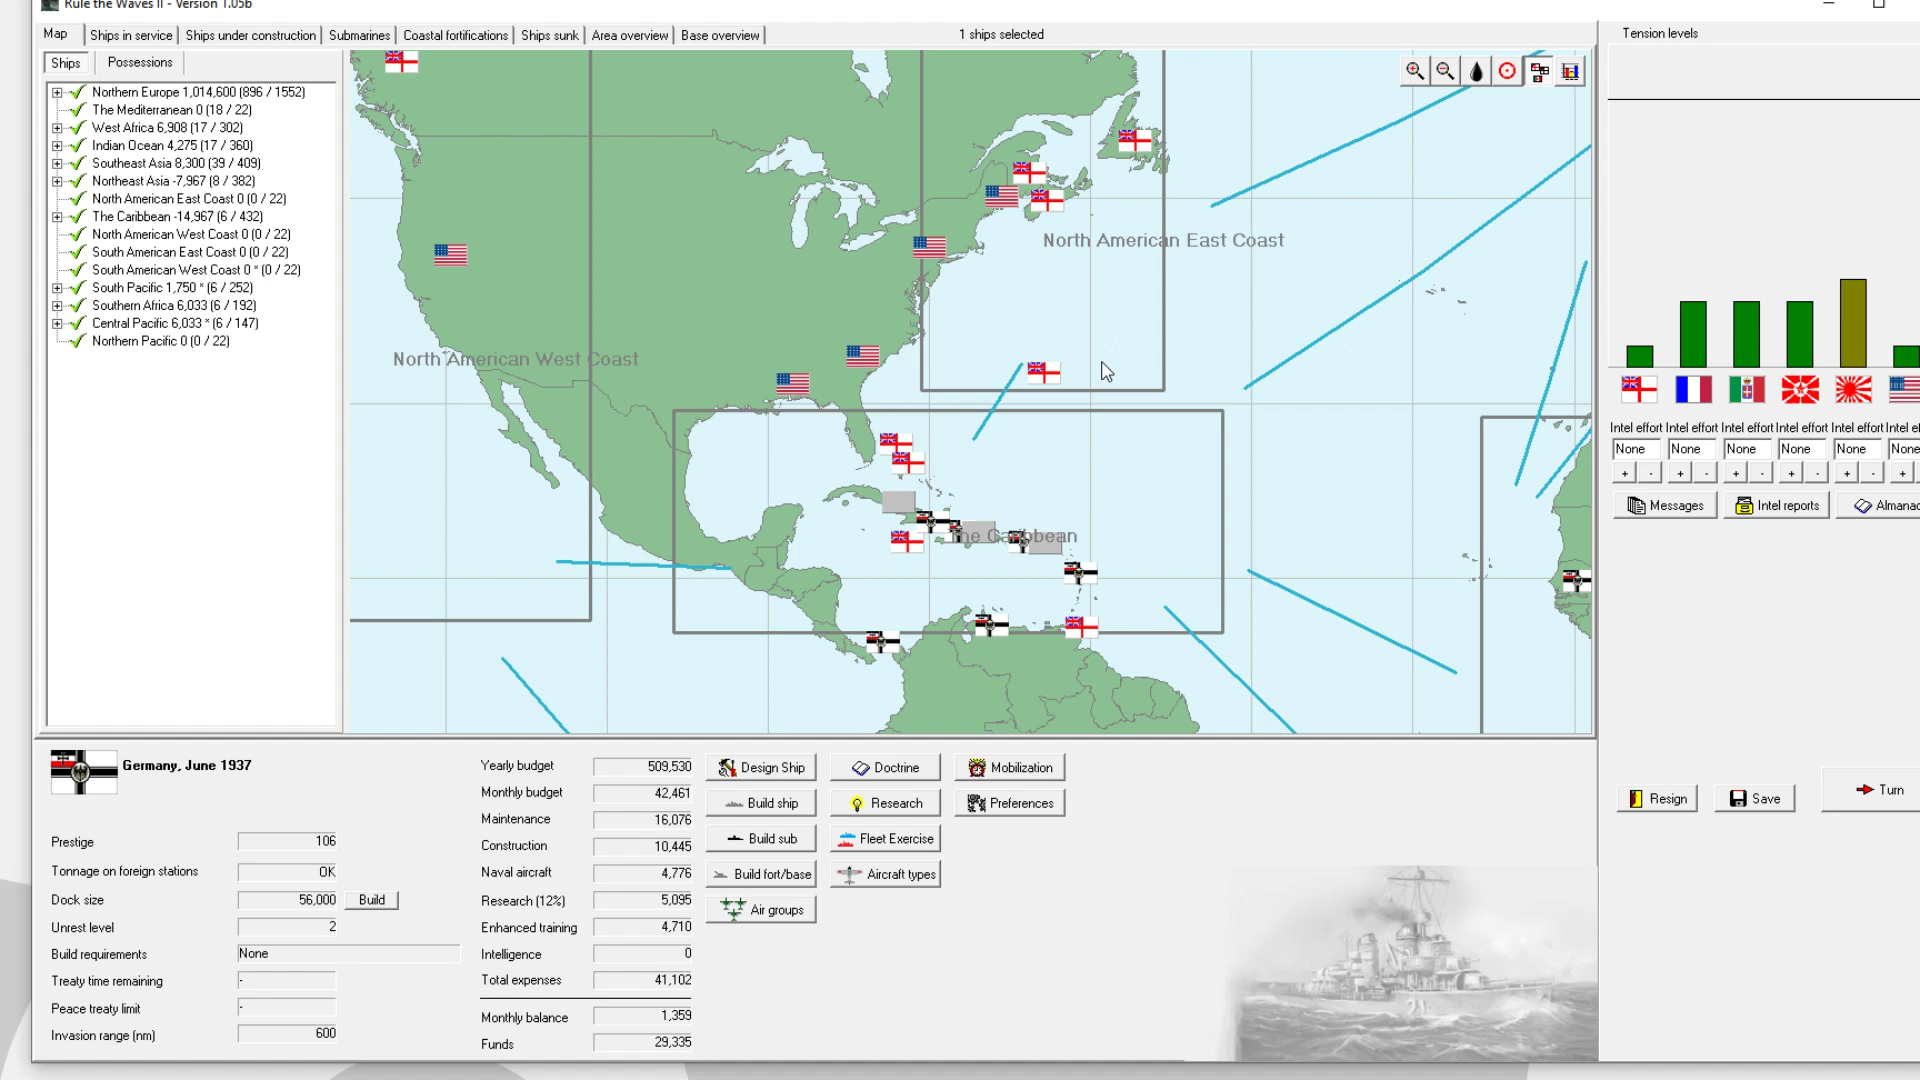 Rule the Waves II - Version 1.05b
Map
Ships in service
Ships under construction
Submarines
Coastal fortifications
Ships sunk
Area overview
Base overview
1 ships selected
Tension levels
Ships
Possessions
Northern Europe 1,014,600 (896 / 1552)
The Mediterranean 0 (18 / 22)
West Africa 6,908 (17 / 302)
Indian Ocean 4,275 (17 / 360)
Southeast Asia 8,300 (39 / 409)
Northeast Asia -7,967 (8 / 382)
North American East Coast 0 (0 / 22)
The Caribbean -14,967 (6 / 432)
North American West Coast 0 (0 / 22)
South American East Coast 0 (0 / 22)
South American West Coast 0 * (0 / 22)
South Pacific 1,750 * (6 / 252)
Southern Africa 6,033 (6 / 192)
Central Pacific 6,033 * (6 / 147)
Northern Pacific 0 (0 / 22)
North American East Coast
North American West Coast
The Caribbean
Intel effort Intel effort Intel effort Intel effort Intel effort Intel ef
None None None None None None
+ - + - + - + - + - +
Messages
Intel reports
Almanac
Germany, June 1937
Prestige 106
Tonnage on foreign stations OK
Dock size 56,000 Build
Unrest level 2
Build requirements None
Treaty time remaining -
Peace treaty limit -
Invasion range (nm) 600
Yearly budget 509,530
Monthly budget 42,461
Maintenance 16,076
Construction 10,445
Naval aircraft 4,776
Research (12%) 5,095
Enhanced training 4,710
Intelligence 0
Total expenses 41,102
Monthly balance 1,359
Funds 29,335
Design Ship
Doctrine
Mobilization
Build ship
Research
Preferences
Build sub
Fleet Exercise
Build fort/base
Aircraft types
Air groups
Resign
Save
Turn